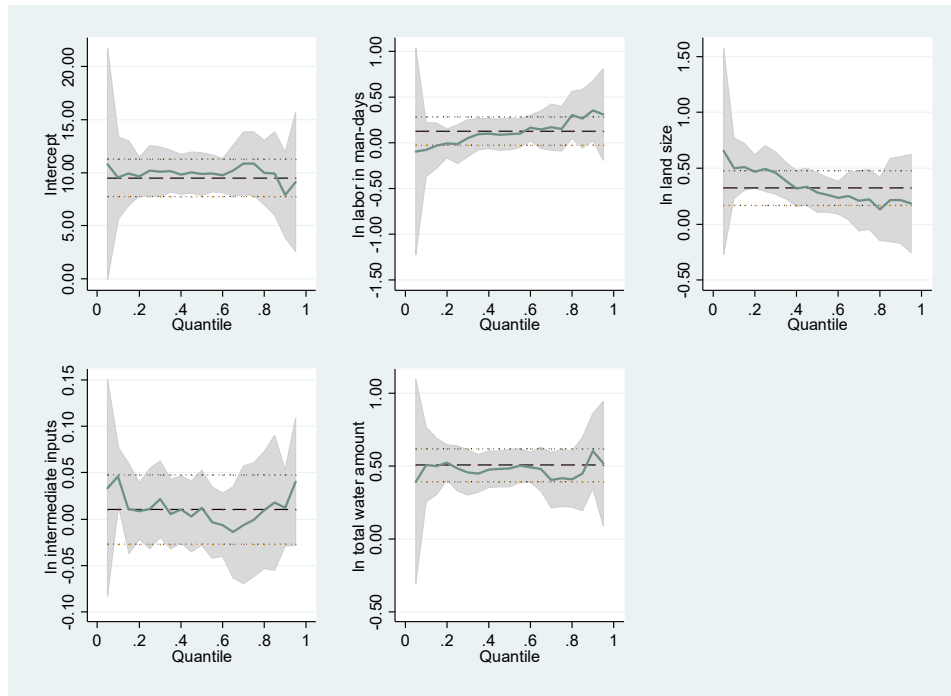 Intercept
20.00
15.00
10.00
5.00
0.00
0 .2 .4 .6 .8 1
Quantile
ln labor in man-days
1.00
0.50
0.00
-0.50
-1.00
-1.50
0 .2 .4 .6 .8 1
Quantile
ln land size
1.50
1.00
0.50
0.00
-0.50
0 .2 .4 .6 .8 1
Quantile
ln intermediate inputs
0.15
0.10
0.05
0.00
-0.05
-0.10
0 .2 .4 .6 .8 1
Quantile
ln total water amount
1.00
0.50
0.00
-0.50
0 .2 .4 .6 .8 1
Quantile